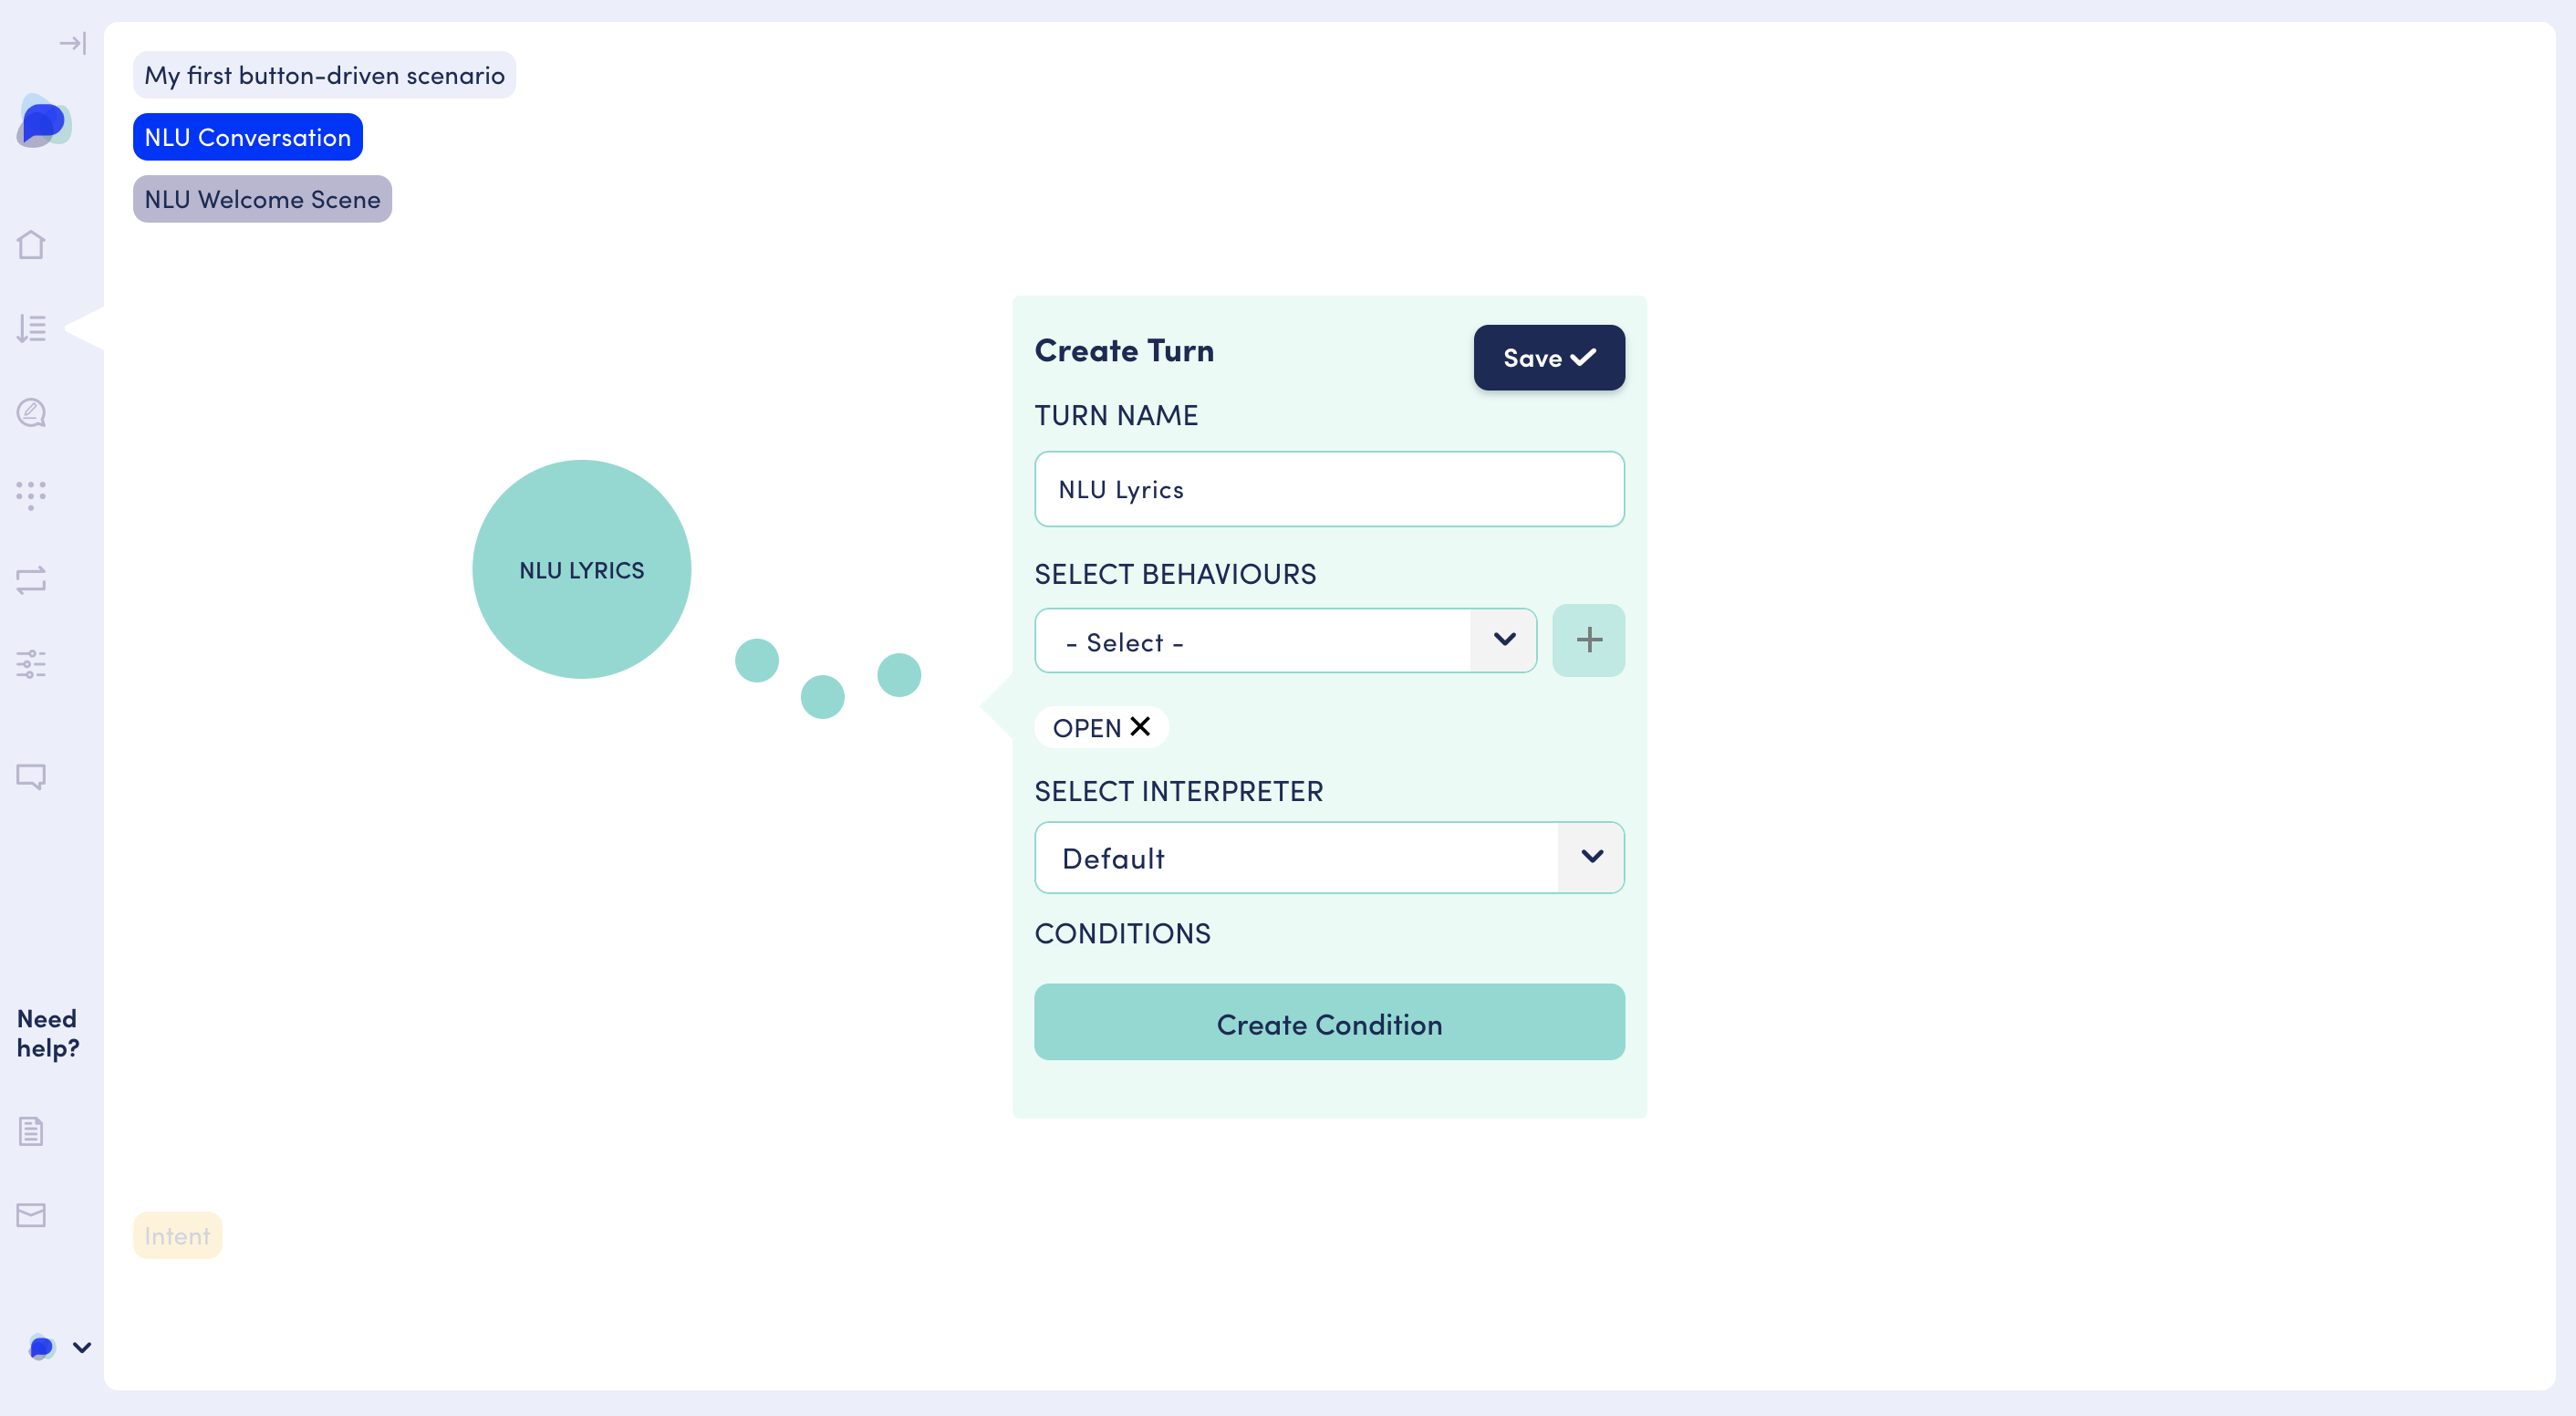 My first button-driven scenario
NLU Conversation
NLU Welcome Scene
NLU LYRICS
Create Turn
Save
TURN NAME
NLU Lyrics
SELECT BEHAVIOURS
- Select -
OPEN
SELECT INTERPRETER
Default
CONDITIONS
Create Condition
Need
help?
Intent